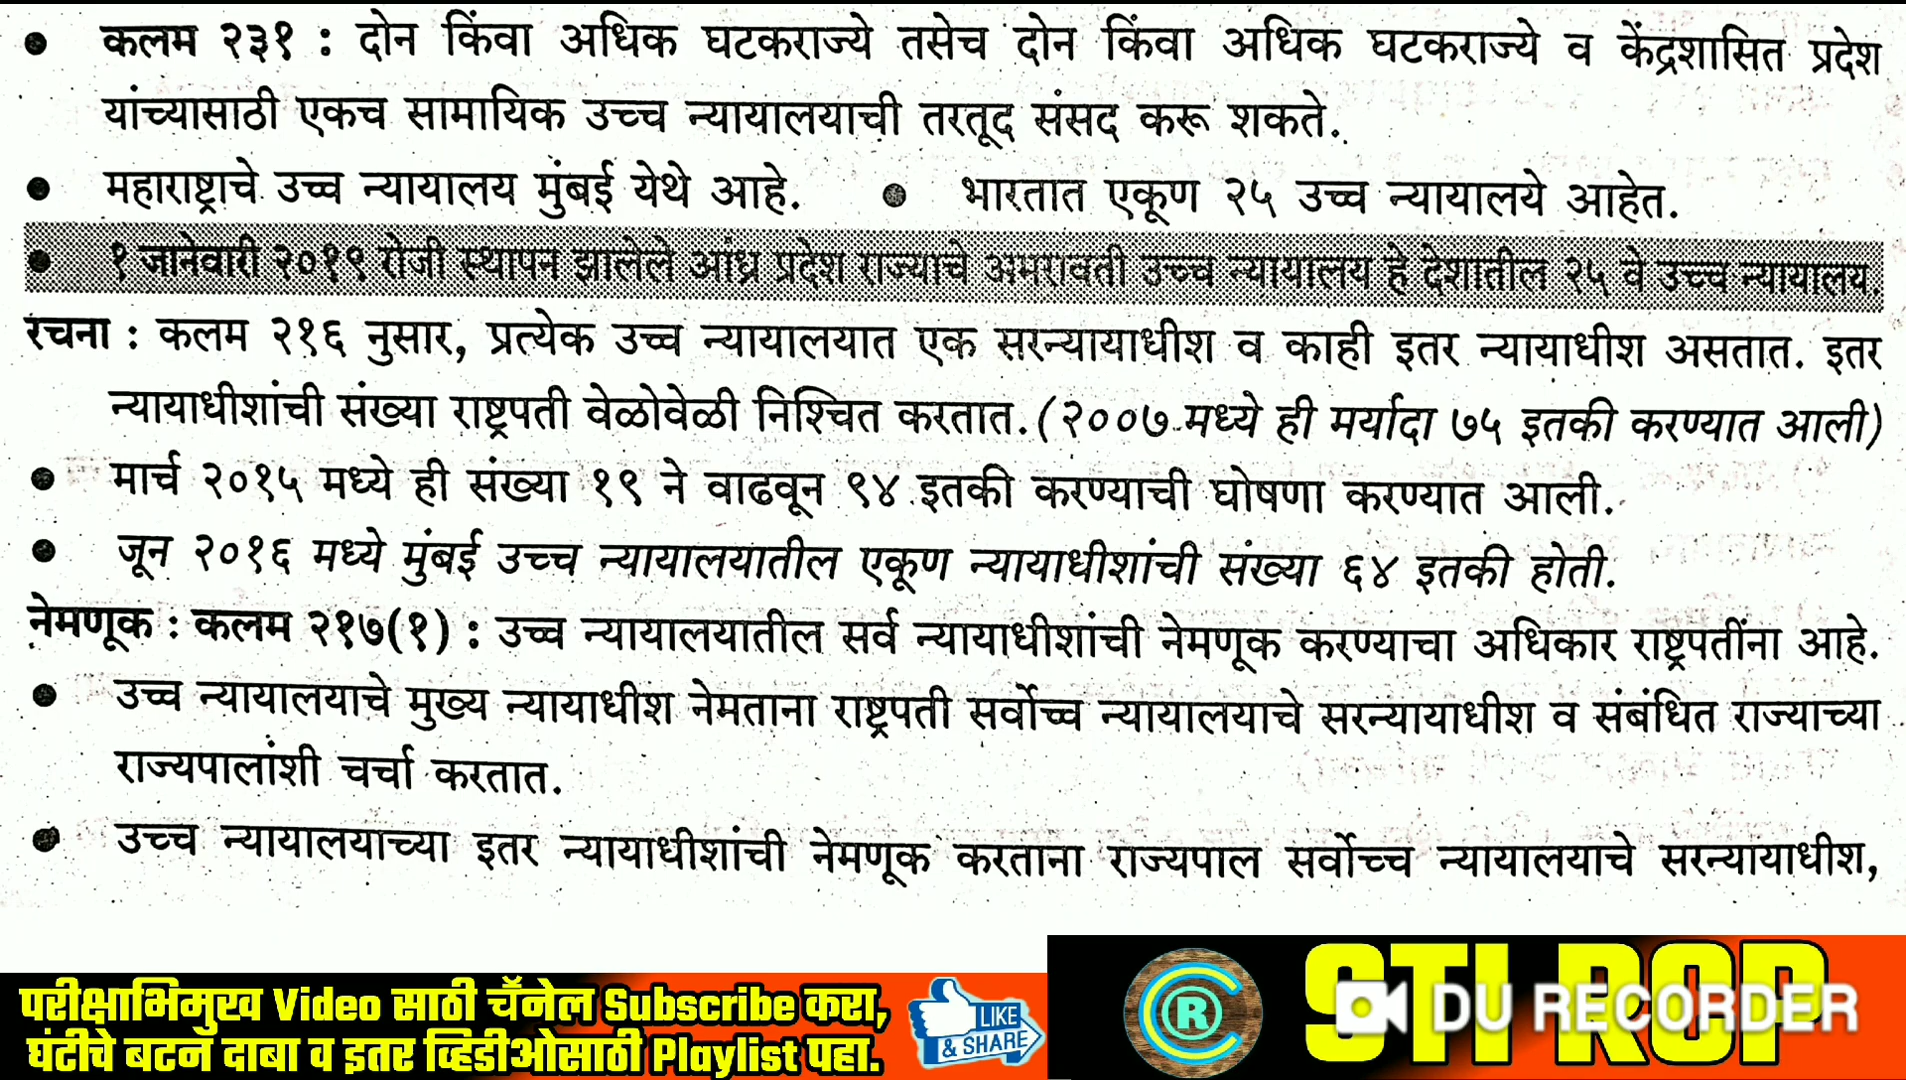 ● कलम २३१ : दोन किंवा अधिक घटकराज्ये तसेच दोन किंवा अधिक घटकराज्ये व केंद्रशासित प्रदेश
यांच्यासाठी एकच सामायिक उच्च न्यायालयाची तरतूद संसद करू शकते.
● महाराष्ट्राचे उच्च न्यायालय मुंबई येथे आहे. ● भारतात एकूण २५ उच्च न्यायालये आहेत.
● १ जानेवारी २०१९ रोजी स्थापन झालेले आंध्र प्रदेश राज्याचे अमरावती उच्च न्यायालय हे देशातील २५ वे उच्च न्यायालय.
रचना : कलम २१६ नुसार, प्रत्येक उच्च न्यायालयात एक सरन्यायाधीश व काही इतर न्यायाधीश असतात. इतर
न्यायाधीशांची संख्या राष्ट्रपती वेळोवेळी निश्चित करतात. (२००७ मध्ये ही मर्यादा ७५ इतकी करण्यात आली)
● मार्च २०१५ मध्ये ही संख्या १९ ने वाढवून ९४ इतकी करण्याची घोषणा करण्यात आली.
● जून २०१६ मध्ये मुंबई उच्च न्यायालयातील एकूण न्यायाधीशांची संख्या ६४ इतकी होती.
नेमणूक : कलम २१७(१) : उच्च न्यायालयातील सर्व न्यायाधीशांची नेमणूक करण्याचा अधिकार राष्ट्रपतींना आहे.
● उच्च न्यायालयाचे मुख्य न्यायाधीश नेमताना राष्ट्रपती सर्वोच्च न्यायालयाचे सरन्यायाधीश व संबंधित राज्याच्या
राज्यपालांशी चर्चा करतात.
● उच्च न्यायालयाच्या इतर न्यायाधीशांची नेमणूक करताना राज्यपाल सर्वोच्च न्यायालयाचे सरन्यायाधीश,
परीक्षाभिमुख Video साठी चॅनेल Subscribe करा,
घंटीचे बटन दाबा व इतर व्हिडीओसाठी Playlist पहा.
LIKE
& SHARE
C R
STI ROP
DU RECORDER